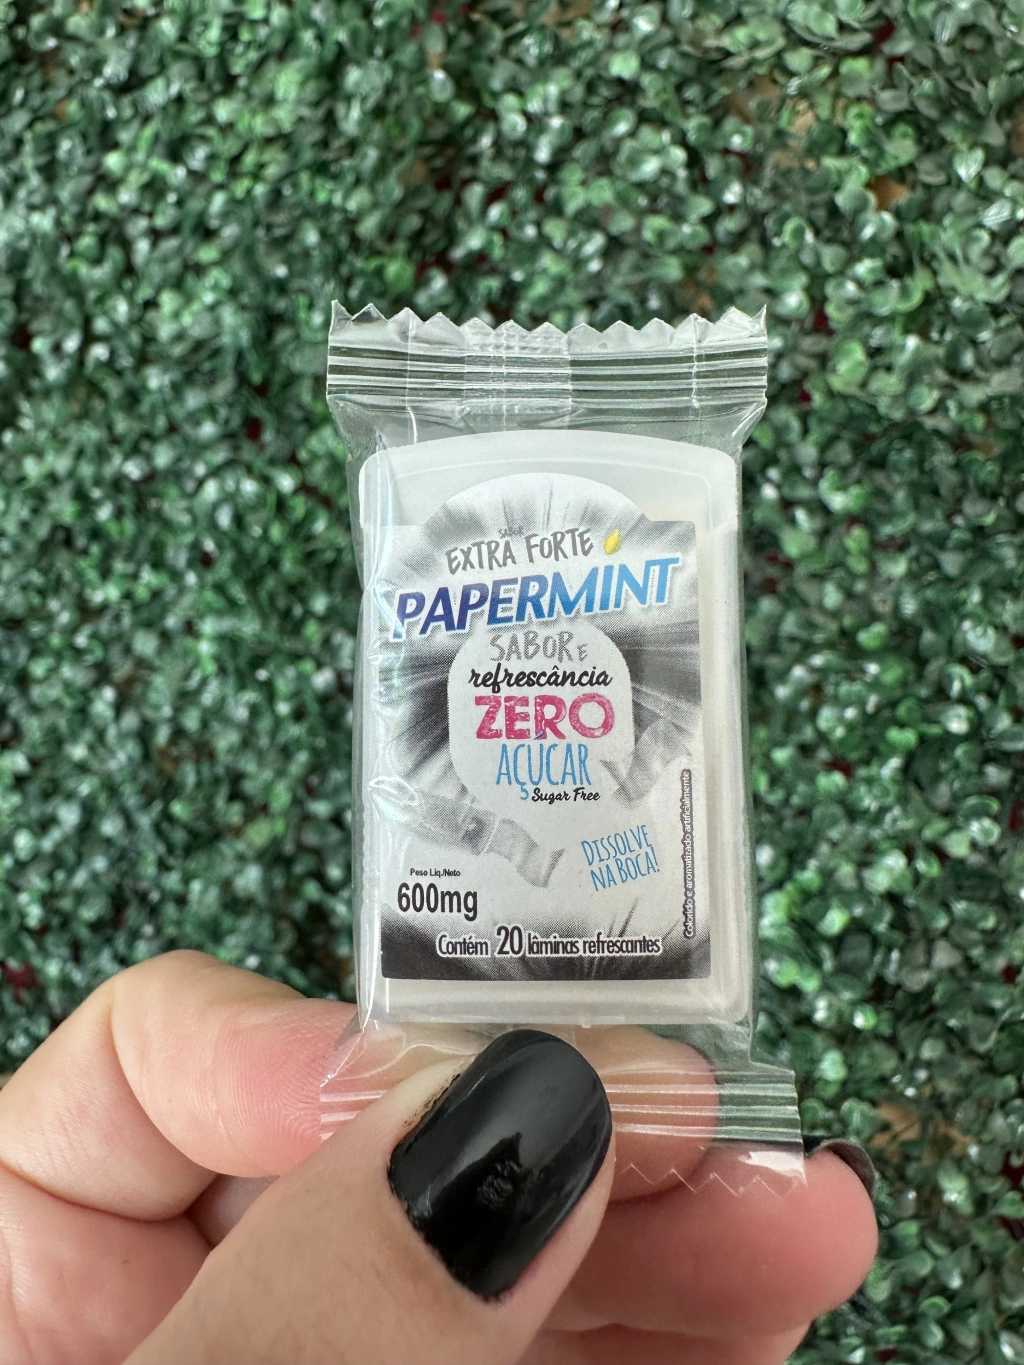 SABOR
EXTRA FORTE
PAPERMINT
SABOR E
refrescância
ZERO
AÇÚCAR
Sugar Free
DISSOLVE
NA BOCA!
Colorido e aromatizado artificialmente
Peso Liq./Neto
600mg
Contém 20 lâminas refrescantes